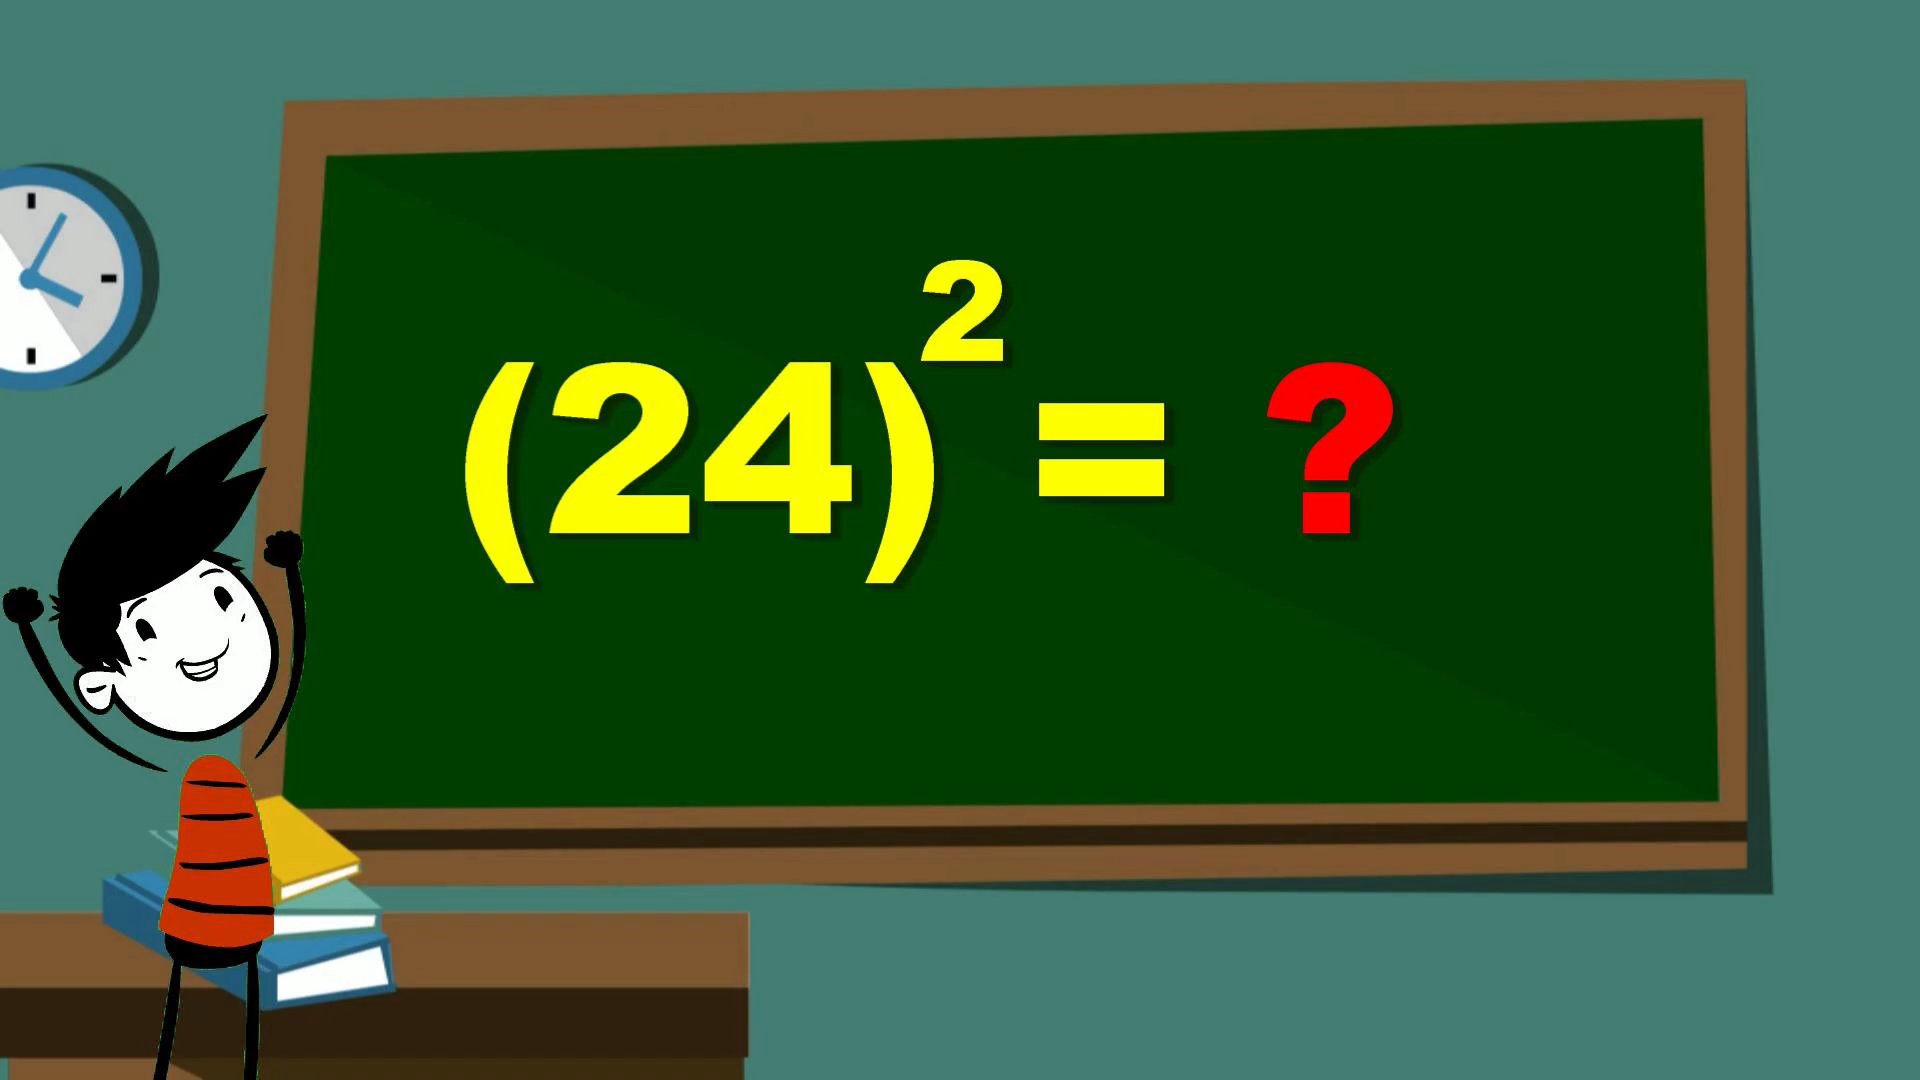 (24)² = ?